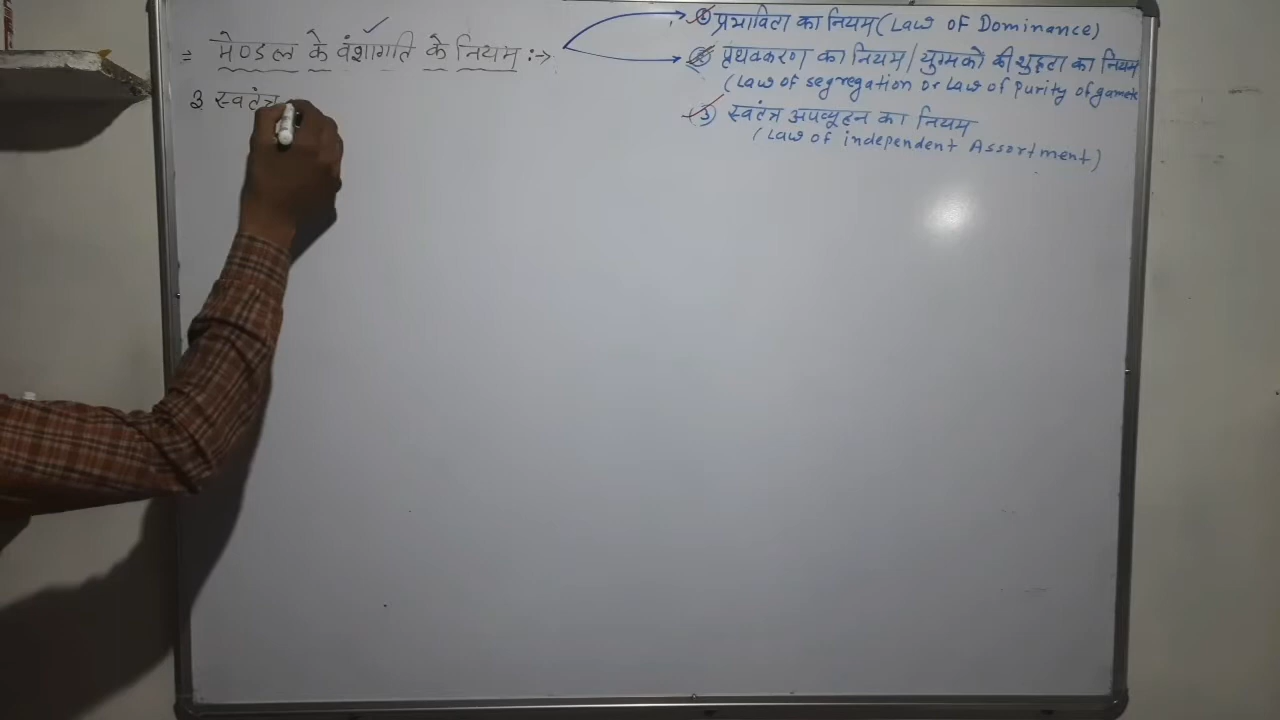 = मेण्डल के वंशागति के नियम :->
3 स्वतंत्र
① प्रभाविता का नियम (Law of Dominance)
② पृथक्करण का नियम / युग्मकों की शुद्धता का नियम
(Law of segregation or Law of purity of gamete
3) स्वतंत्र अपव्यूहन का नियम
(Law of independent Assortment)